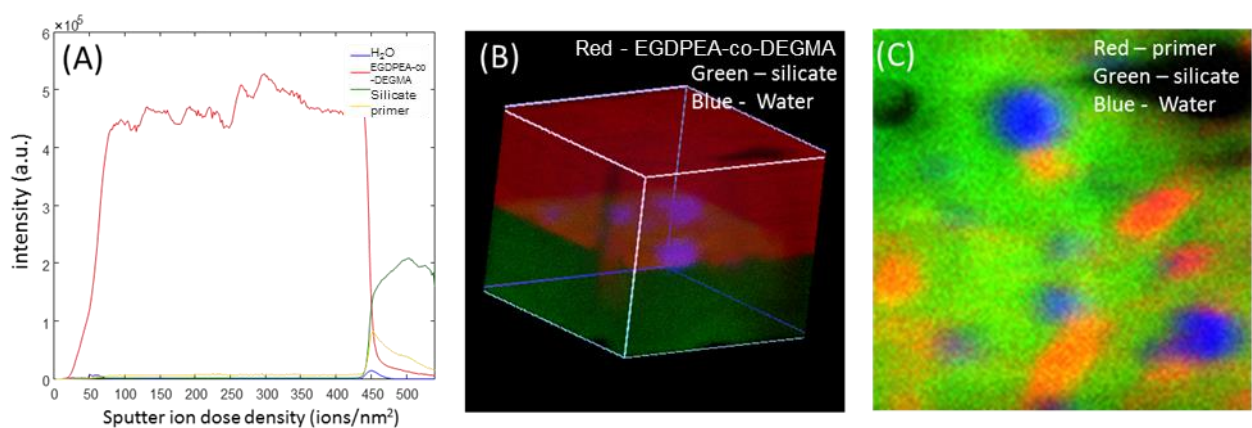 ×10⁵
6
5
4
3
2
1
0
intensity (a.u.)
(A)
H₂O
EGDPEA-co
-DEGMA
Silicate
primer
0 50 100 150 200 250 300 350 400 450 500
Sputter ion dose density (ions/nm²)
(B)
Red - EGDPEA-co-DEGMA
Green – silicate
Blue - Water
(C)
Red – primer
Green – silicate
Blue - Water